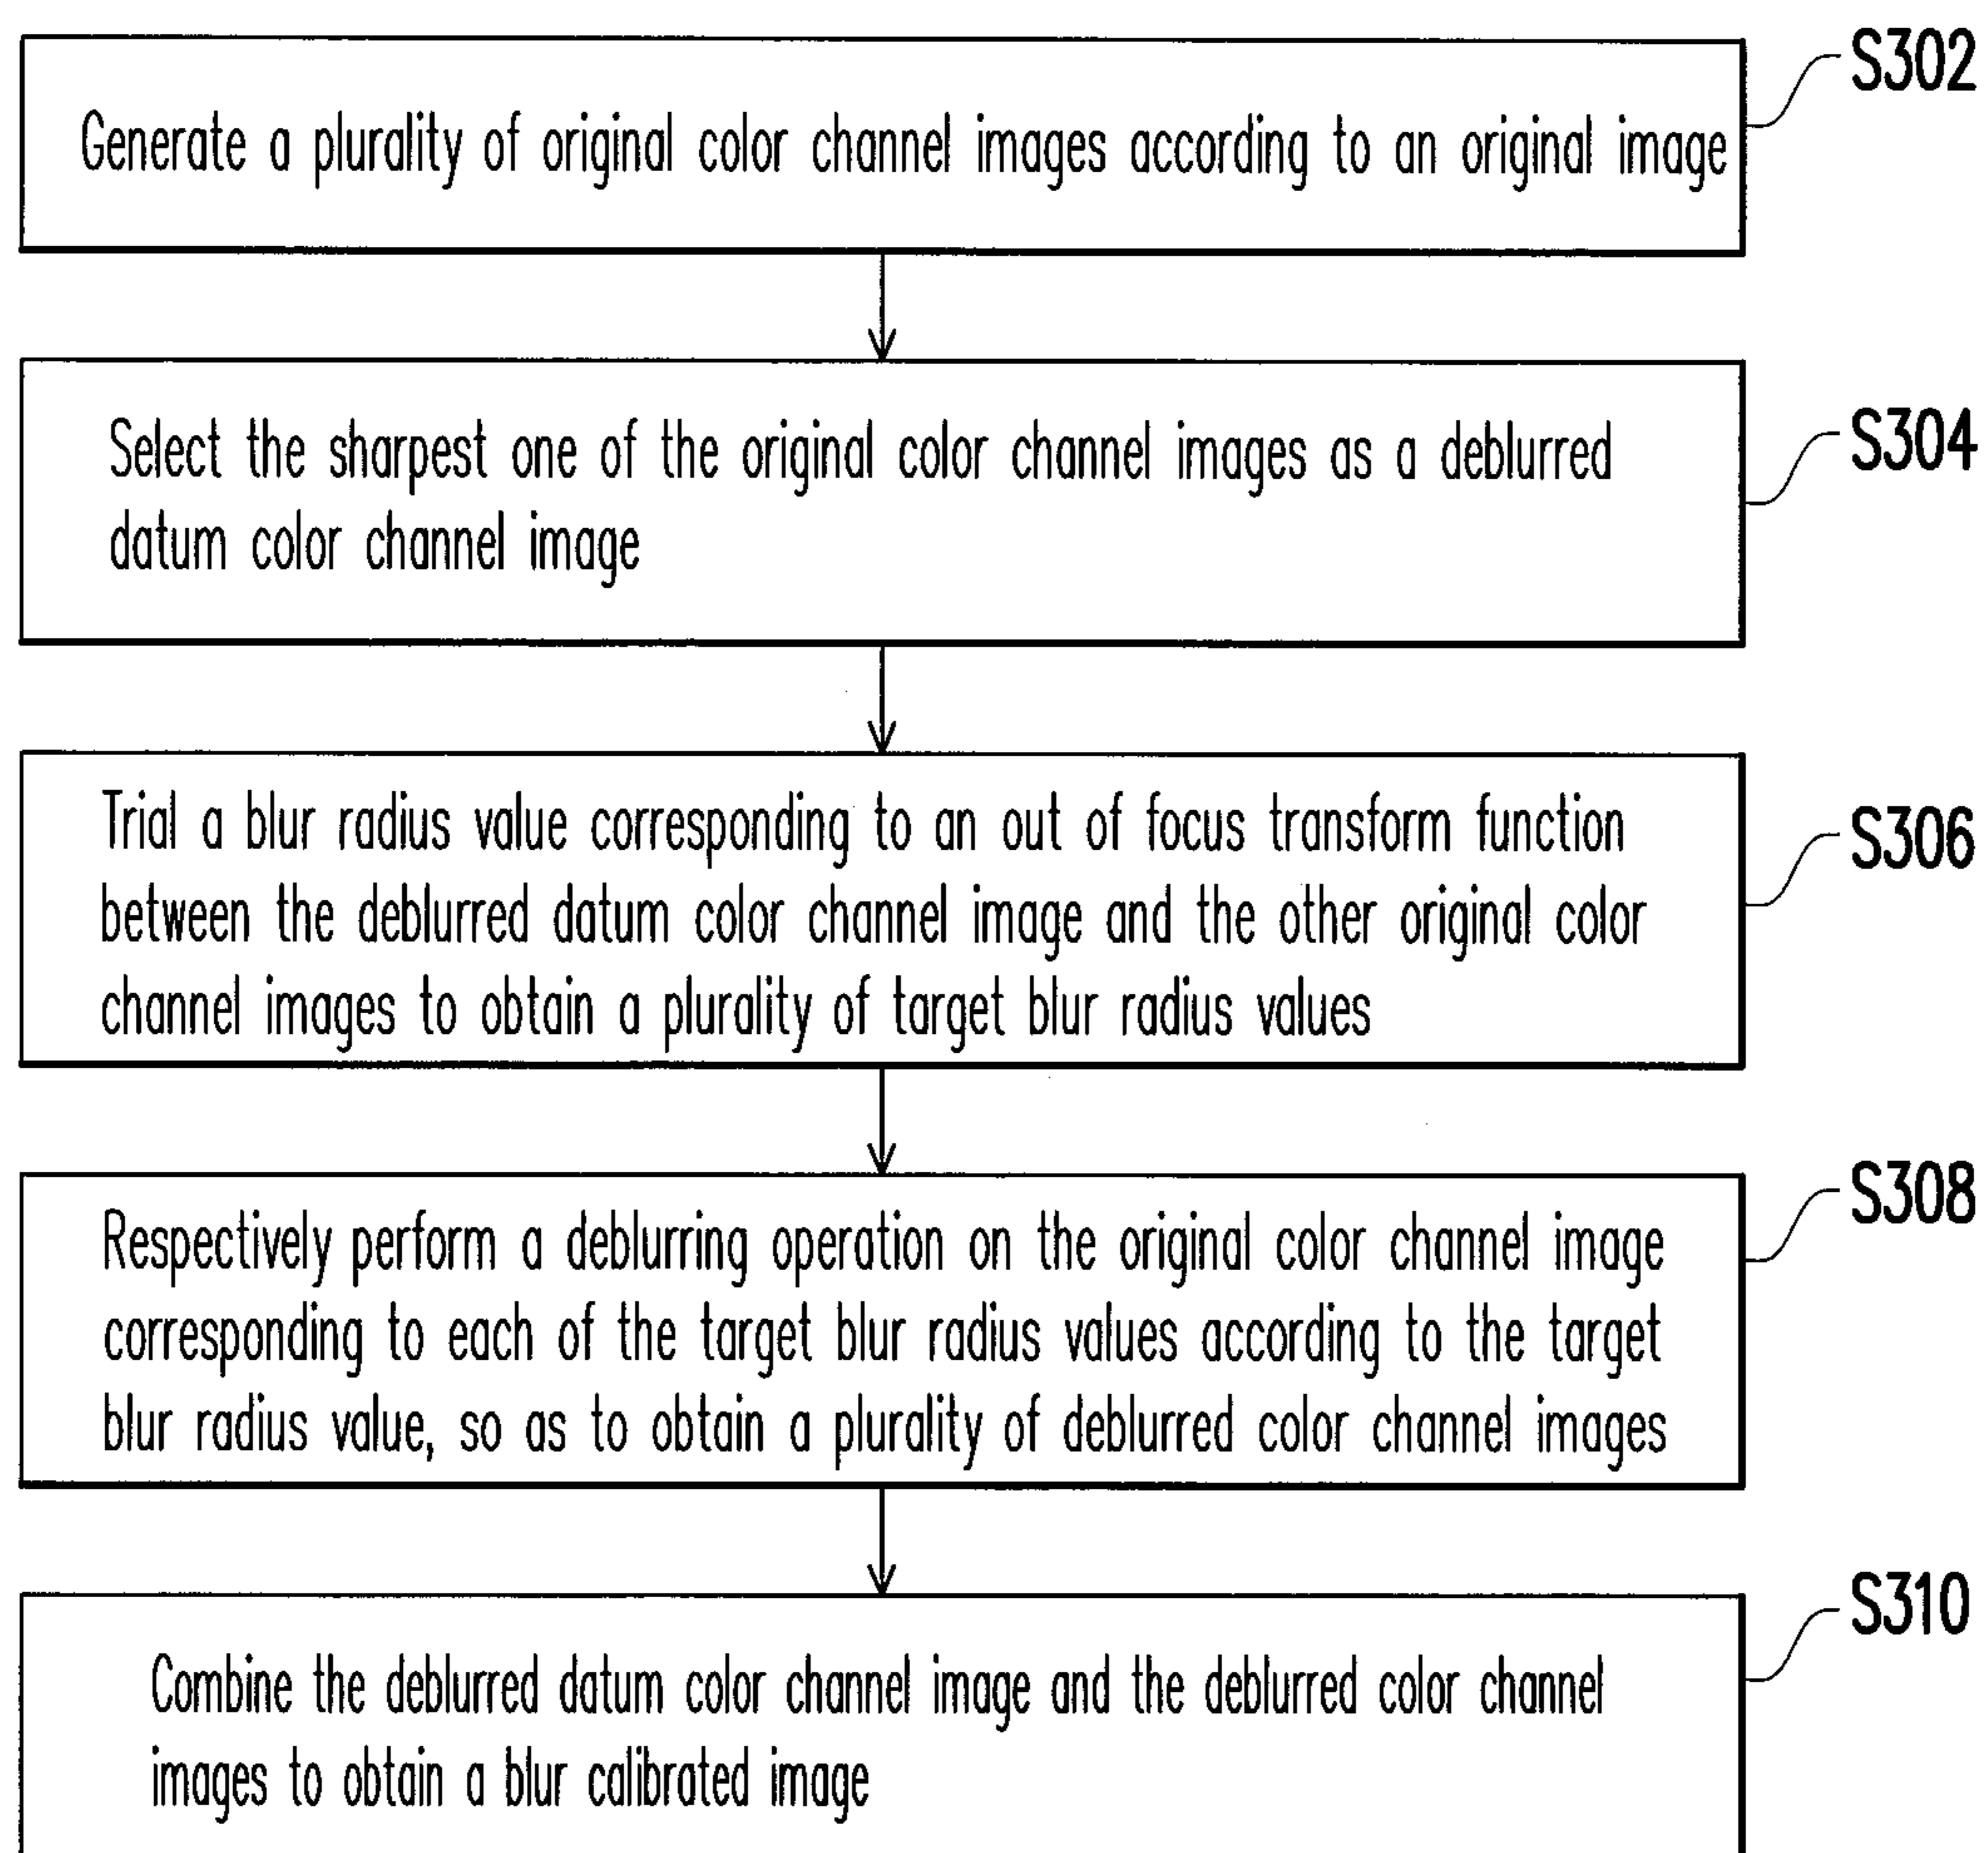 S302
Generate a plurality of original color channel images according to an original image
S304
Select the sharpest one of the original color channel images as a deblurred
datum color channel image
S306
Trial a blur radius value corresponding to an out of focus transform function
between the deblurred datum color channel image and the other original color
channel images to obtain a plurality of target blur radius values
S308
Respectively perform a deblurring operation on the original color channel image
corresponding to each of the target blur radius values according to the target
blur radius value, so as to obtain a plurality of deblurred color channel images
S310
Combine the deblurred datum color channel image and the deblurred color channel
images to obtain a blur calibrated image